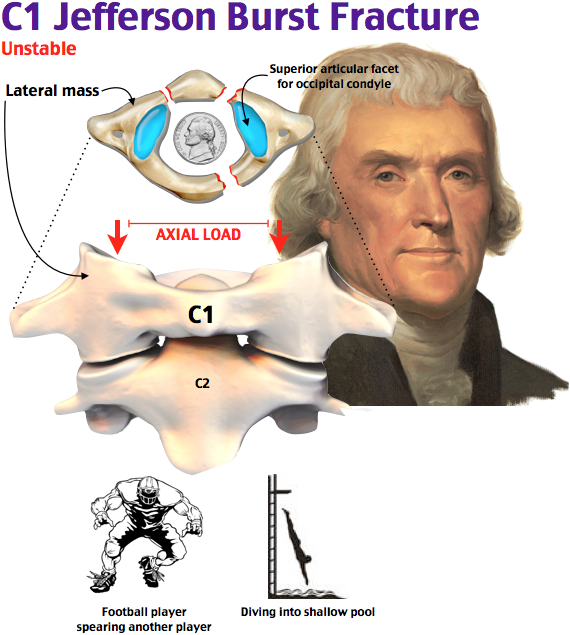 C1 Jefferson Burst Fracture
Unstable
Lateral mass
Superior articular facet
for occipital condyle
AXIAL LOAD
C1
C2
Football player
spearing another player
Diving into shallow pool